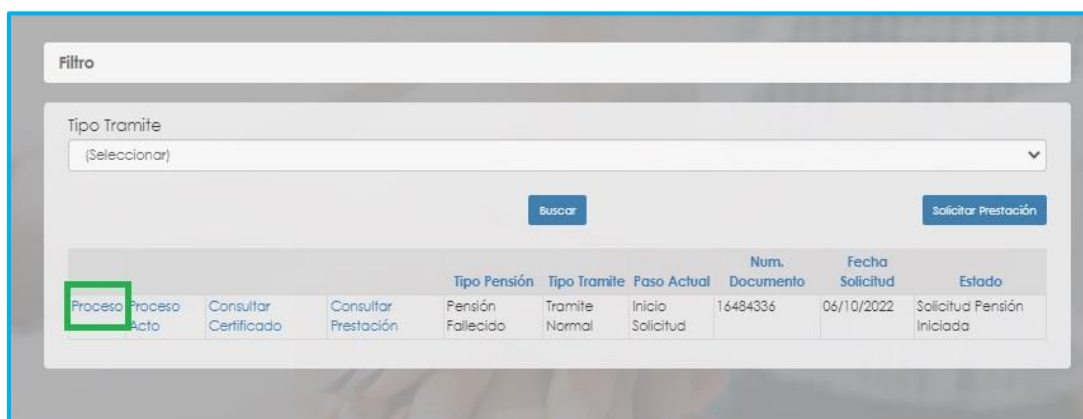 Filtro
Tipo Tramite
(Seleccionar)
Buscar
Solicitar Prestación
Tipo Pensión Tipo Tramite Paso Actual Num. Documento Fecha Solicitud Estado
Proceso Proceso Acto Consultar Certificado Consultar Prestación Pensión Fallecido Tramite Normal Inicio Solicitud 16484336 06/10/2022 Solicitud Pensión Iniciada